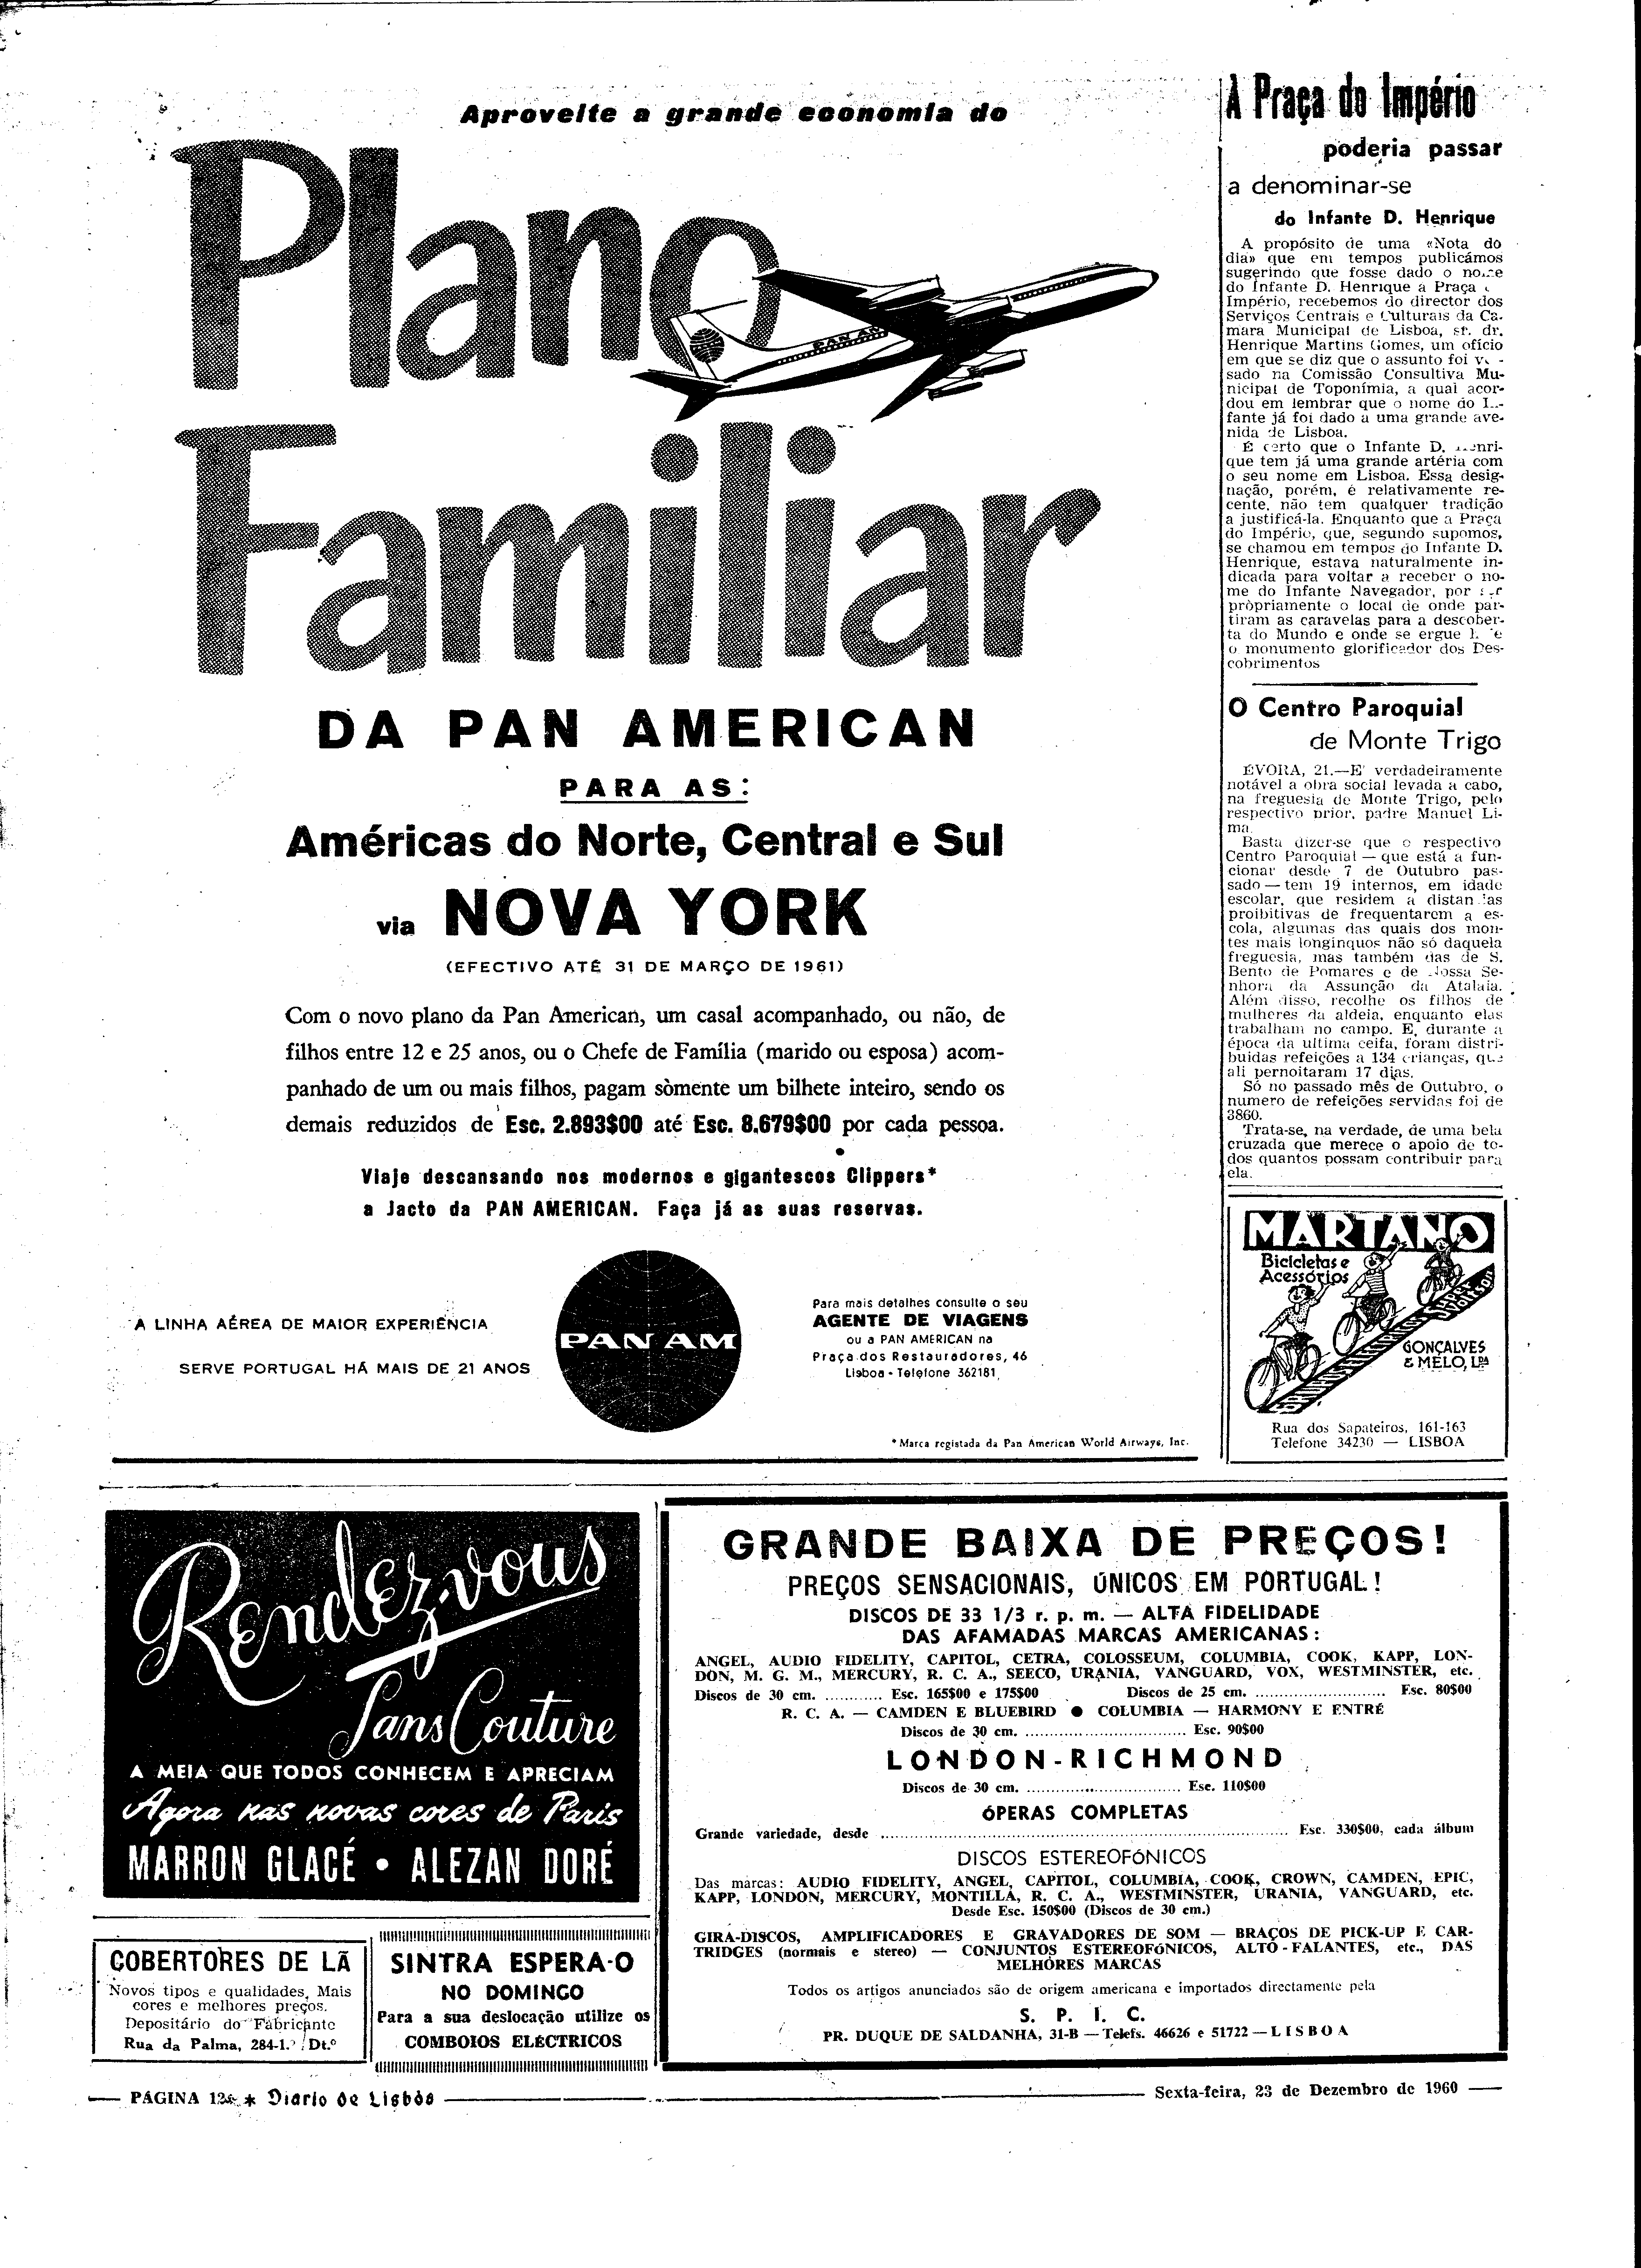 Aproveite a grande economia do
Plano
PAN AM
Familiar
DA PAN AMERICAN
PARA AS:
Américas do Norte, Central e Sul
via NOVA YORK
(EFECTIVO ATÉ 31 DE MARÇO DE 1961)
Com o novo plano da Pan American, um casal acompanhado, ou não, de
filhos entre 12 e 25 anos, ou o Chefe de Família (marido ou esposa) acom-
panhado de um ou mais filhos, pagam sòmente um bilhete inteiro, sendo os
demais reduzidos de Esc. 2.893$00 até Esc. 8.679$00 por cada pessoa.
Viaje descansando nos modernos e gigantescos Clippers*
a Jacto da PAN AMERICAN. Faça já as suas reservas.
A LINHA AÉREA DE MAIOR EXPERIÊNCIA
SERVE PORTUGAL HÁ MAIS DE 21 ANOS
PAN AM
Para mais detalhes consulte o seu
AGENTE DE VIAGENS
ou a PAN AMERICAN na
Praça dos Restauradores, 46
Lisboa - Telefone 362181
*Marca registada da Pan American World Airways, Inc.
A Praça do Império
poderia passar
a denominar-se
do Infante D. Henrique
A propósito de uma «Nota do
dia» que em tempos publicámos
sugerindo que fosse dado o
do Infante D. Henrique a Praça
Império, recebemos do director dos
Serviços Centrais e Culturais da Ca-
mara Municipal de Lisboa, sr. dr.
Henrique Martins Gomes, um ofício
em que se diz que o assunto foi
sado na Comissão Consultiva Mu-
nicipal de Toponímia, a qual acor-
dou em lembrar que o nome do
fante já foi dado a uma grande ave-
nida de Lisboa.
É certo que o Infante D. Henri-
que tem já uma grande artéria com
o seu nome em Lisboa. Essa desig-
nação, porém, é relativamente re-
cente, não tem qualquer tradição
a justificá-la. Enquanto que a Praça
do Império, que, segundo supomos,
se chamou em tempos do Infante D.
Henrique, estava naturalmente in-
dicada para voltar a receber o no-
me do Infante Navegador, por ser
pròpriamente o local de onde par-
tiram as caravelas para a descober-
ta do Mundo e onde se ergue
o monumento glorificador dos Des-
cobrimentos
O Centro Paroquial
de Monte Trigo
ÉVORA, 21.—E' verdadeiramente
notável a obra social levada a cabo,
na freguesia de Monte Trigo, pelo
respectivo prior, padre Manuel Li-
ma.
Basta dizer-se que o respectivo
Centro Paroquial — que está a fun-
cionar desde 7 de Outubro pas-
sado — tem 19 internos, em idade
escolar, que residem a distancias
proibitivas de frequentarem a es-
cola, algumas das quais dos mon-
tes mais longinquos não só daquela
freguesia, mas também das de S.
Bento de Pomares e de Nossa Se-
nhora da Assunção da Atalaia.
Além disso, recolhe os filhos de
mulheres da aldeia, enquanto elas
trabalham no campo. E, durante a
época da ultima ceifa, foram distri-
buidas refeições a 134 crianças, que
ali pernoitaram 17 dias.
Só no passado mês de Outubro, o
numero de refeições servidas foi de
3860.
Trata-se, na verdade, de uma bela
cruzada que merece o apoio de to-
dos quantos possam contribuir para
ela.
MARTANO
Bicicletas e
Acessórios
GONÇALVES
& MELO, LDA
Rua dos Sapateiros, 161-163
Telefone 34230 — LISBOA
Rendez-vous
Sans Couture
A MEIA QUE TODOS CONHECEM E APRECIAM
Agora nas novas cores de Paris
MARRON GLACÉ • ALEZAN DORÉ
COBERTORES DE LÃ
Novos tipos e qualidades, Mais
cores e melhores preços.
Depositário do Fabricante
Rua da Palma, 284-1.º Dt.º
SINTRA ESPERA-O
NO DOMINGO
Para a sua deslocação utilize os
COMBOIOS ELÉCTRICOS
GRANDE BAIXA DE PREÇOS!
PREÇOS SENSACIONAIS, ÚNICOS EM PORTUGAL!
DISCOS DE 33 1/3 r. p. m. — ALTA FIDELIDADE
DAS AFAMADAS MARCAS AMERICANAS:
ANGEL, AUDIO FIDELITY, CAPITOL, CETRA, COLOSSEUM, COLUMBIA, COOK, KAPP, LON-
DON, M. G. M., MERCURY, R. C. A., SEECO, URANIA, VANGUARD, VOX, WESTMINSTER, etc.
Discos de 30 cm. ............ Esc. 165$00 e 175$00 Discos de 25 cm. .......................... Esc. 80$00
R. C. A. — CAMDEN E BLUEBIRD ● COLUMBIA — HARMONY E ENTRÉ
Discos de 30 cm. ................................ Esc. 90$00
LONDON-RICHMOND
Discos de 30 cm. ............................... Esc. 110$00
ÓPERAS COMPLETAS
Grande variedade, desde ................................................................ Esc. 330$00, cada álbum
DISCOS ESTEREOFÓNICOS
Das marcas: AUDIO FIDELITY, ANGEL, CAPITOL, COLUMBIA, COOK, CROWN, CAMDEN, EPIC,
KAPP, LONDON, MERCURY, MONTILLA, R. C. A., WESTMINSTER, URANIA, VANGUARD, etc.
Desde Esc. 150$00 (Discos de 30 cm.)
GIRA-DISCOS, AMPLIFICADORES E GRAVADORES DE SOM — BRAÇOS DE PICK-UP E CAR-
TRIDGES (normais e stereo) — CONJUNTOS ESTEREOFÓNICOS, ALTO-FALANTES, etc., DAS
MELHORES MARCAS
Todos os artigos anunciados são de origem americana e importados directamente pela
S. P. I. C.
PR. DUQUE DE SALDANHA, 31-B — Telefs. 46626 e 51722 — LISBOA
PÁGINA * Diario de Lisboa
Sexta-feira, 23 de Dezembro de 1960